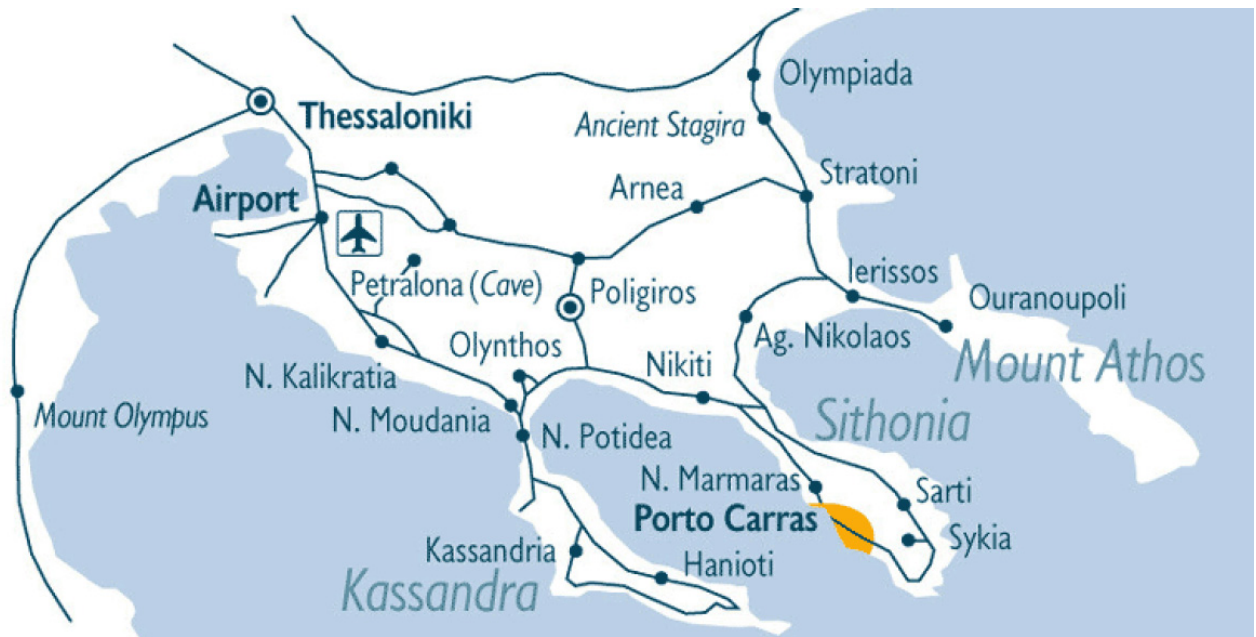 Olympiada
Thessaloniki
Ancient Stagira
Stratoni
Arnea
Airport
Ierissos
Petralona (Cave)
Poligiros
Ouranoupoli
Ag. Nikolaos
Olynthos
Mount Athos
Nikiti
N. Kalikratia
Mount Olympus
N. Moudania
Sithonia
N. Potidea
N. Marmaras
Sarti
Porto Carras
Sykia
Kassandria
Hanioti
Kassandra